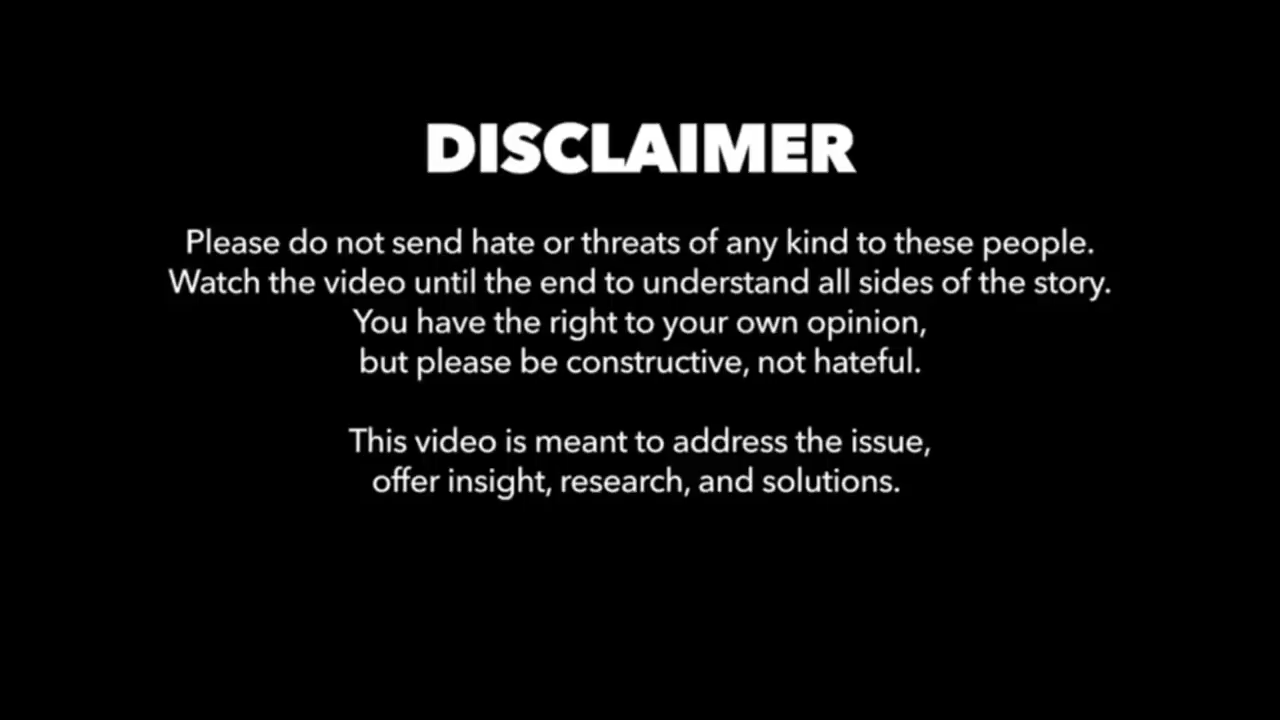 DISCLAIMER
Please do not send hate or threats of any kind to these people.
Watch the video until the end to understand all sides of the story.
You have the right to your own opinion,
but please be constructive, not hateful.
This video is meant to address the issue,
offer insight, research, and solutions.